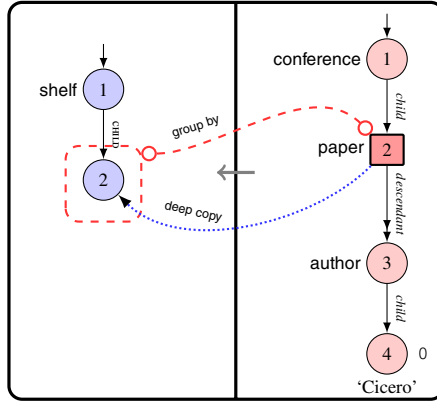 shelf
1
CHILD
2
group by
deep copy
conference
1
child
paper
2
descendant
author
3
child
4
0
'Cicero'